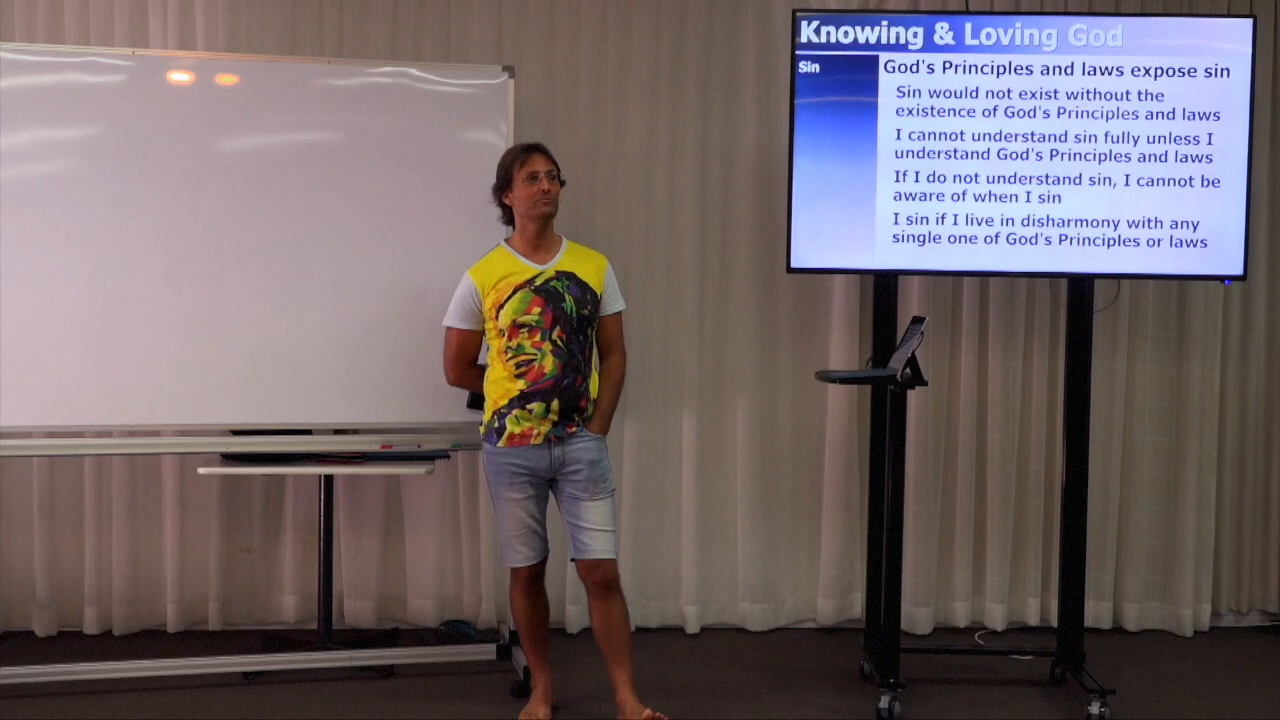 Knowing & Loving God
Sin
God's Principles and laws expose sin
Sin would not exist without the
existence of God's Principles and laws
I cannot understand sin fully unless I
understand God's Principles and laws
If I do not understand sin, I cannot be
aware of when I sin
I sin if I live in disharmony with any
single one of God's Principles or laws